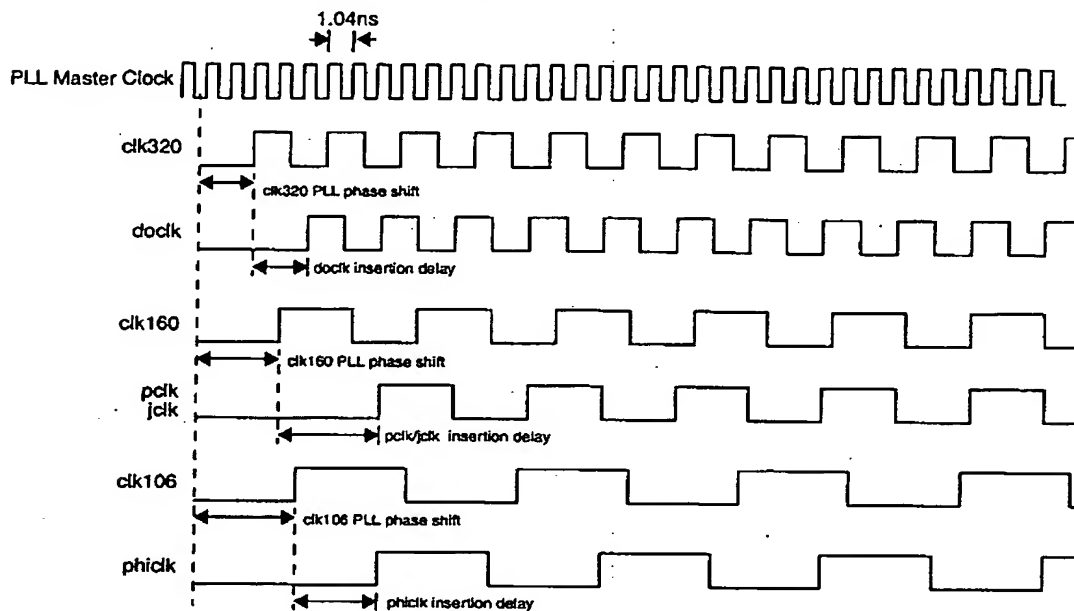 1.04ns
PLL Master Clock
clk320
clk320 PLL phase shift
doclk
doclk insertion delay
clk160
clk160 PLL phase shift
pclk
jclk
pclk/jclk insertion delay
clk106
clk106 PLL phase shift
phiclk
phiclk insertion delay